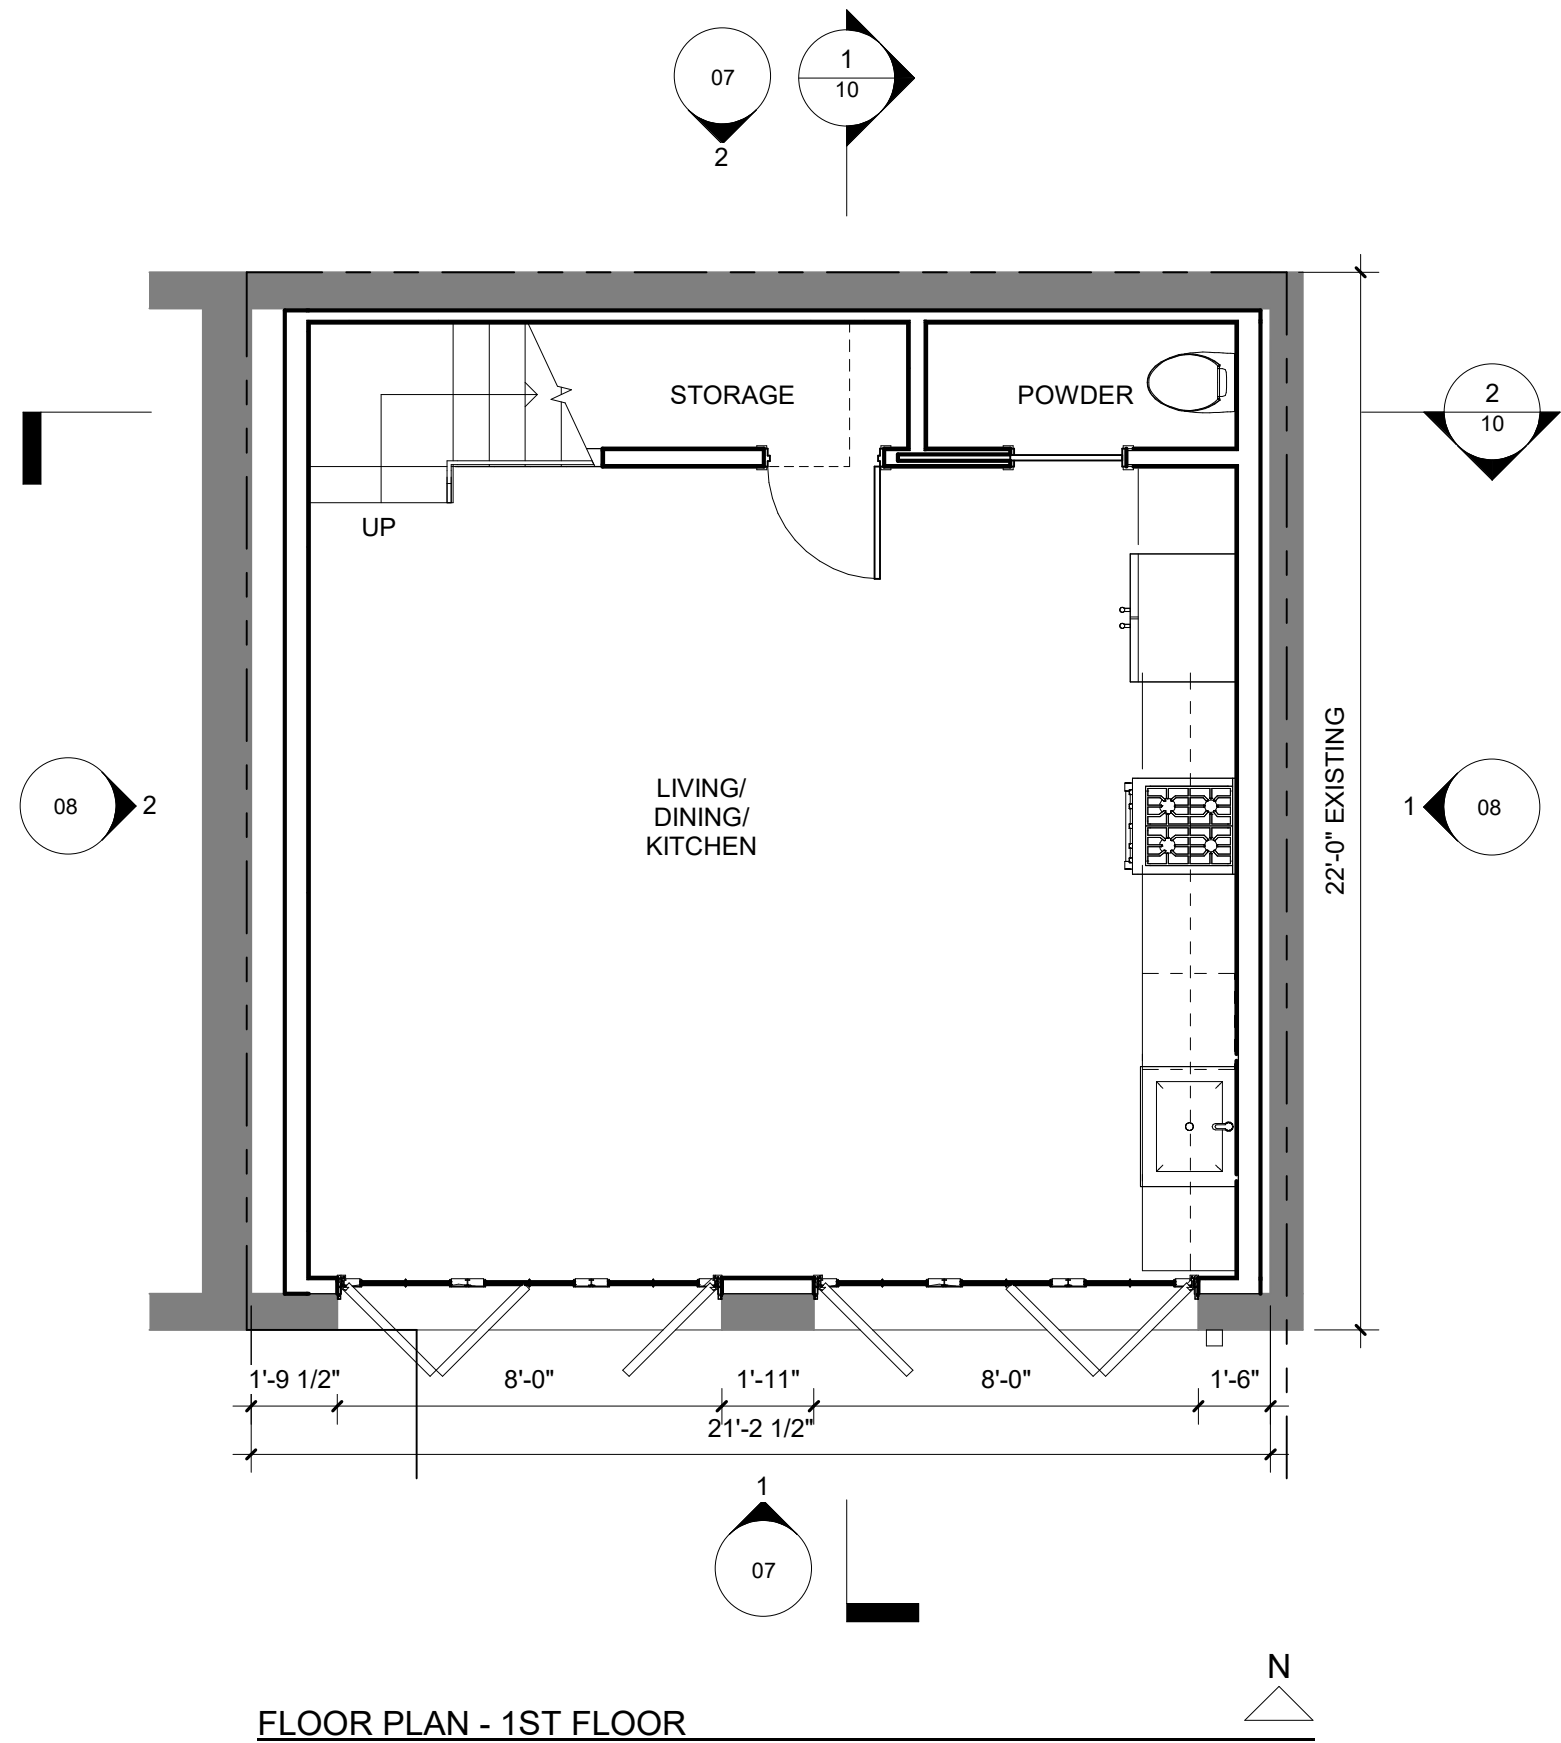 07
2
1
10
STORAGE
POWDER
2
10
UP
LIVING/
DINING/
KITCHEN
22'-0" EXISTING
08
2
1
08
1'-9 1/2"
8'-0"
1'-11"
8'-0"
1'-6"
21'-2 1/2"
1
07
N
FLOOR PLAN - 1ST FLOOR